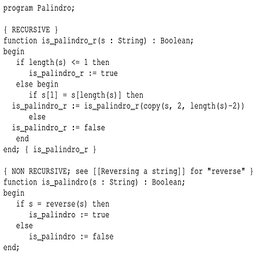 program Palindro;

{ RECURSIVE }
function is_palindro_r(s : String) : Boolean;
begin
   if length(s) <= 1 then
      is_palindro_r := true
   else begin
      if s[1] = s[length(s)] then
  is_palindro_r := is_palindro_r(copy(s, 2, length(s)-2))
      else
  is_palindro_r := false
   end
end; { is_palindro_r }

{ NON RECURSIVE; see [[Reversing a string]] for "reverse" }
function is_palindro(s : String) : Boolean;
begin
   if s = reverse(s) then
      is_palindro := true
   else
      is_palindro := false
end;